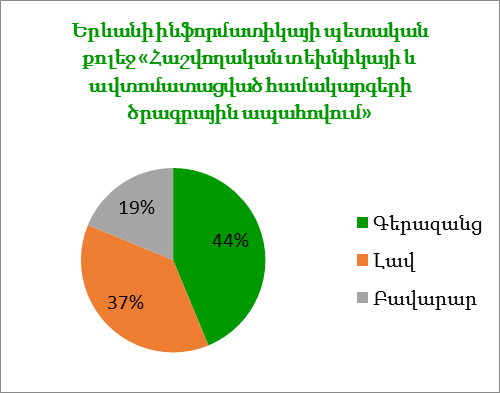 Երևանի ինֆորմատիկայի պետական
քոլեջ «Հաշվողական տեխնիկայի և
ավտոմատացված համակարգերի
ծրագրային ապահովում»
19%
44%
37%
Գերազանց
Լավ
Բավարար